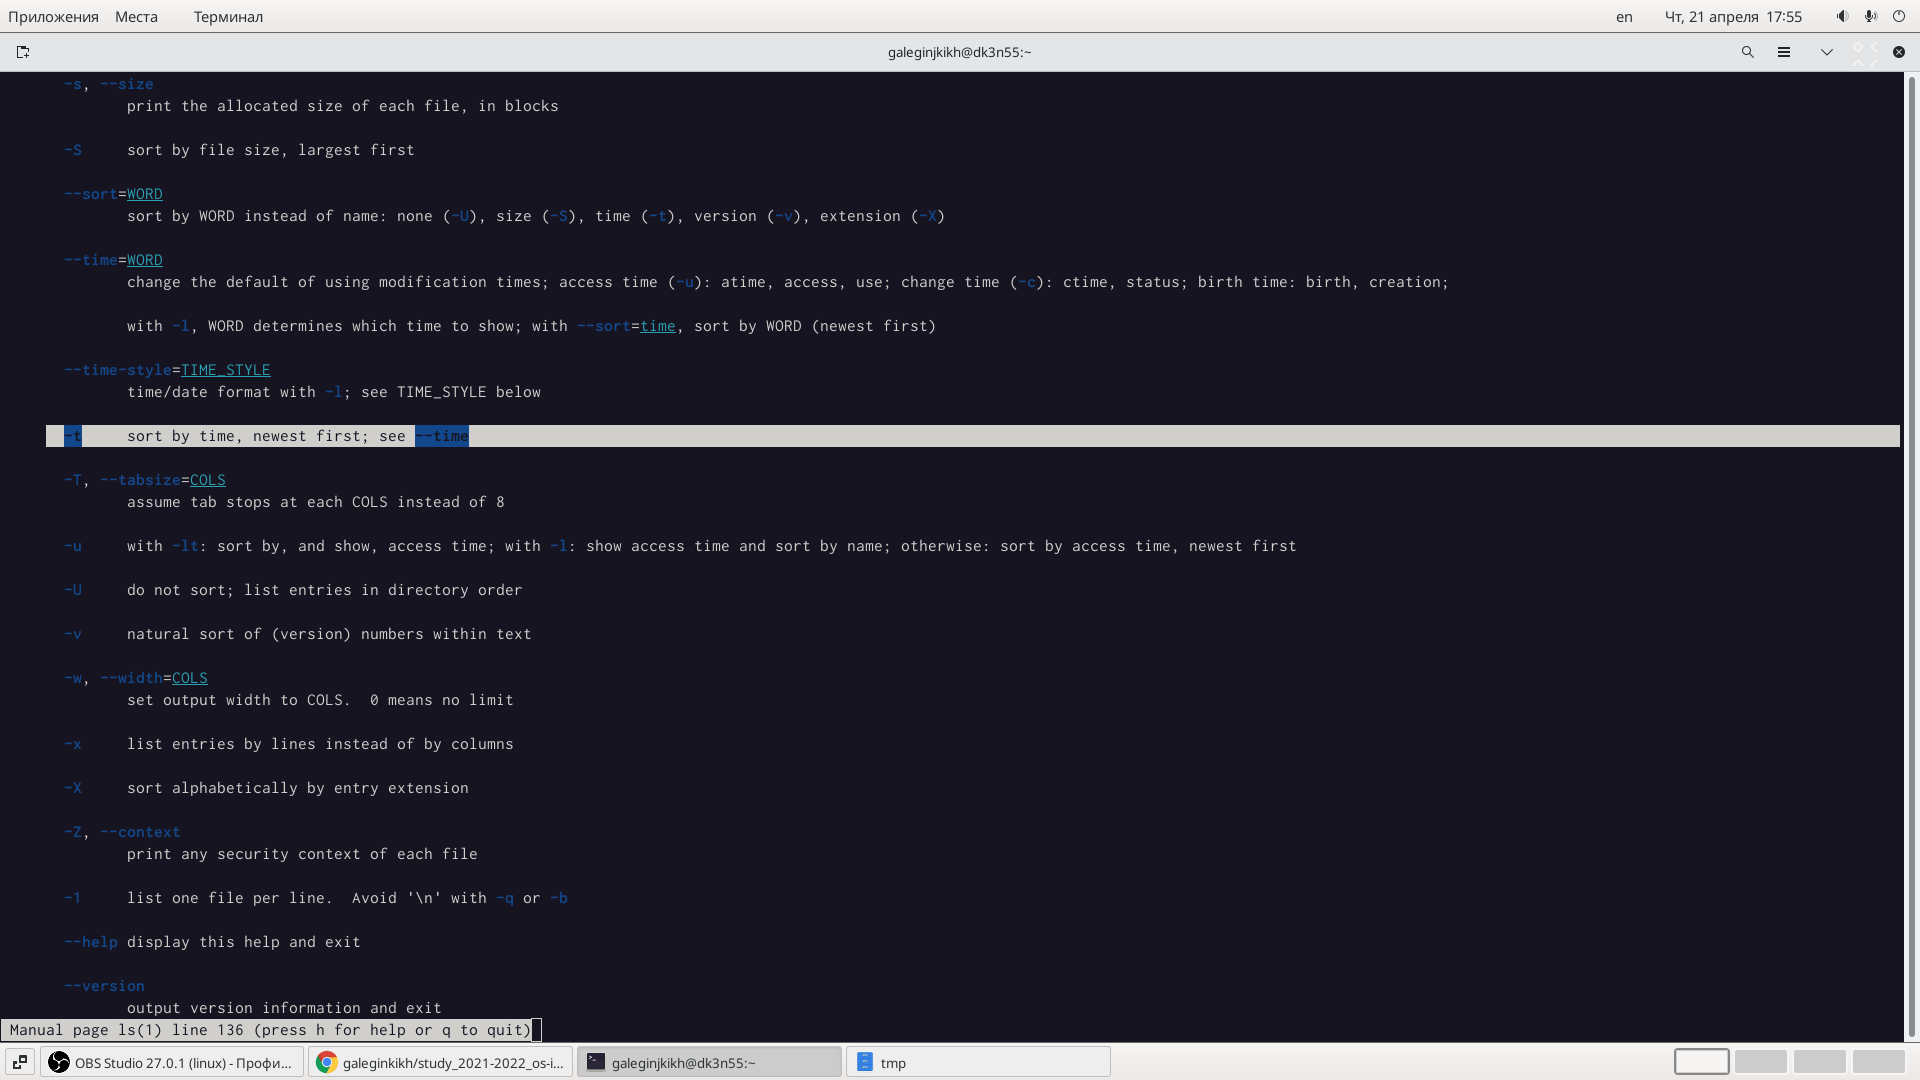 Приложения Места Терминал en Чт, 21 апреля 17:55
galeginjkikh@dk3n55:~
-s, --size
print the allocated size of each file, in blocks
-S sort by file size, largest first
--sort=WORD
sort by WORD instead of name: none (-U), size (-S), time (-t), version (-v), extension (-X)
--time=WORD
change the default of using modification times; access time (-u): atime, access, use; change time (-c): ctime, status; birth time: birth, creation;
with -l, WORD determines which time to show; with --sort=time, sort by WORD (newest first)
--time-style=TIME_STYLE
time/date format with -l; see TIME_STYLE below
-t sort by time, newest first; see --time
-T, --tabsize=COLS
assume tab stops at each COLS instead of 8
-u with -lt: sort by, and show, access time; with -l: show access time and sort by name; otherwise: sort by access time, newest first
-U do not sort; list entries in directory order
-v natural sort of (version) numbers within text
-w, --width=COLS
set output width to COLS.  0 means no limit
-x list entries by lines instead of by columns
-X sort alphabetically by entry extension
-Z, --context
print any security context of each file
-1 list one file per line.  Avoid '\n' with -q or -b
--help display this help and exit
--version
output version information and exit
Manual page ls(1) line 136 (press h for help or q to quit)
OBS Studio 27.0.1 (linux) - Профи... galeginkikh/study_2021-2022_os-i... galeginjkikh@dk3n55:~ tmp